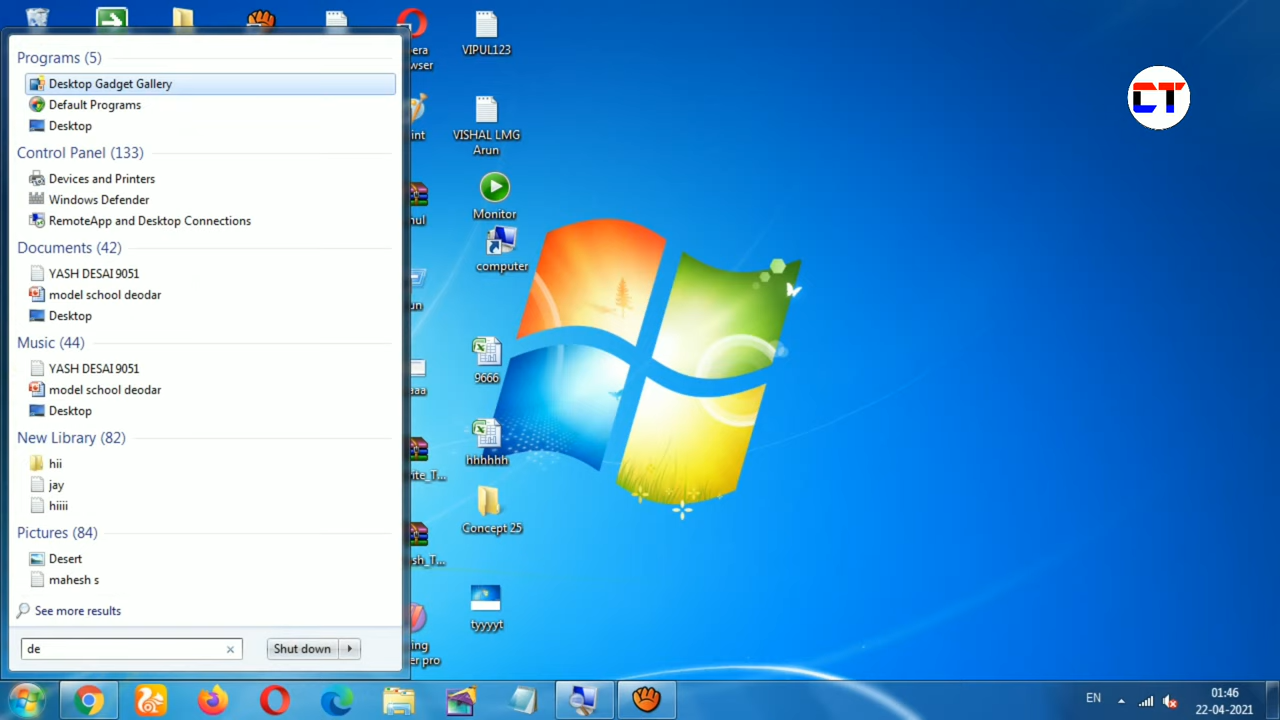 Programs (5)
Desktop Gadget Gallery
Default Programs
Desktop
Control Panel (133)
Devices and Printers
Windows Defender
RemoteApp and Desktop Connections
Documents (42)
YASH DESAI 9051
model school deodar
Desktop
Music (44)
YASH DESAI 9051
model school deodar
Desktop
New Library (82)
hii
jay
hiiii
Pictures (84)
Desert
mahesh s
See more results
de
Shut down
VIPUL123
VISHAL LMG
Arun
Monitor
computer
9666
hhhhhh
Concept 25
tyyyyt
CT
EN
01:46
22-04-2021